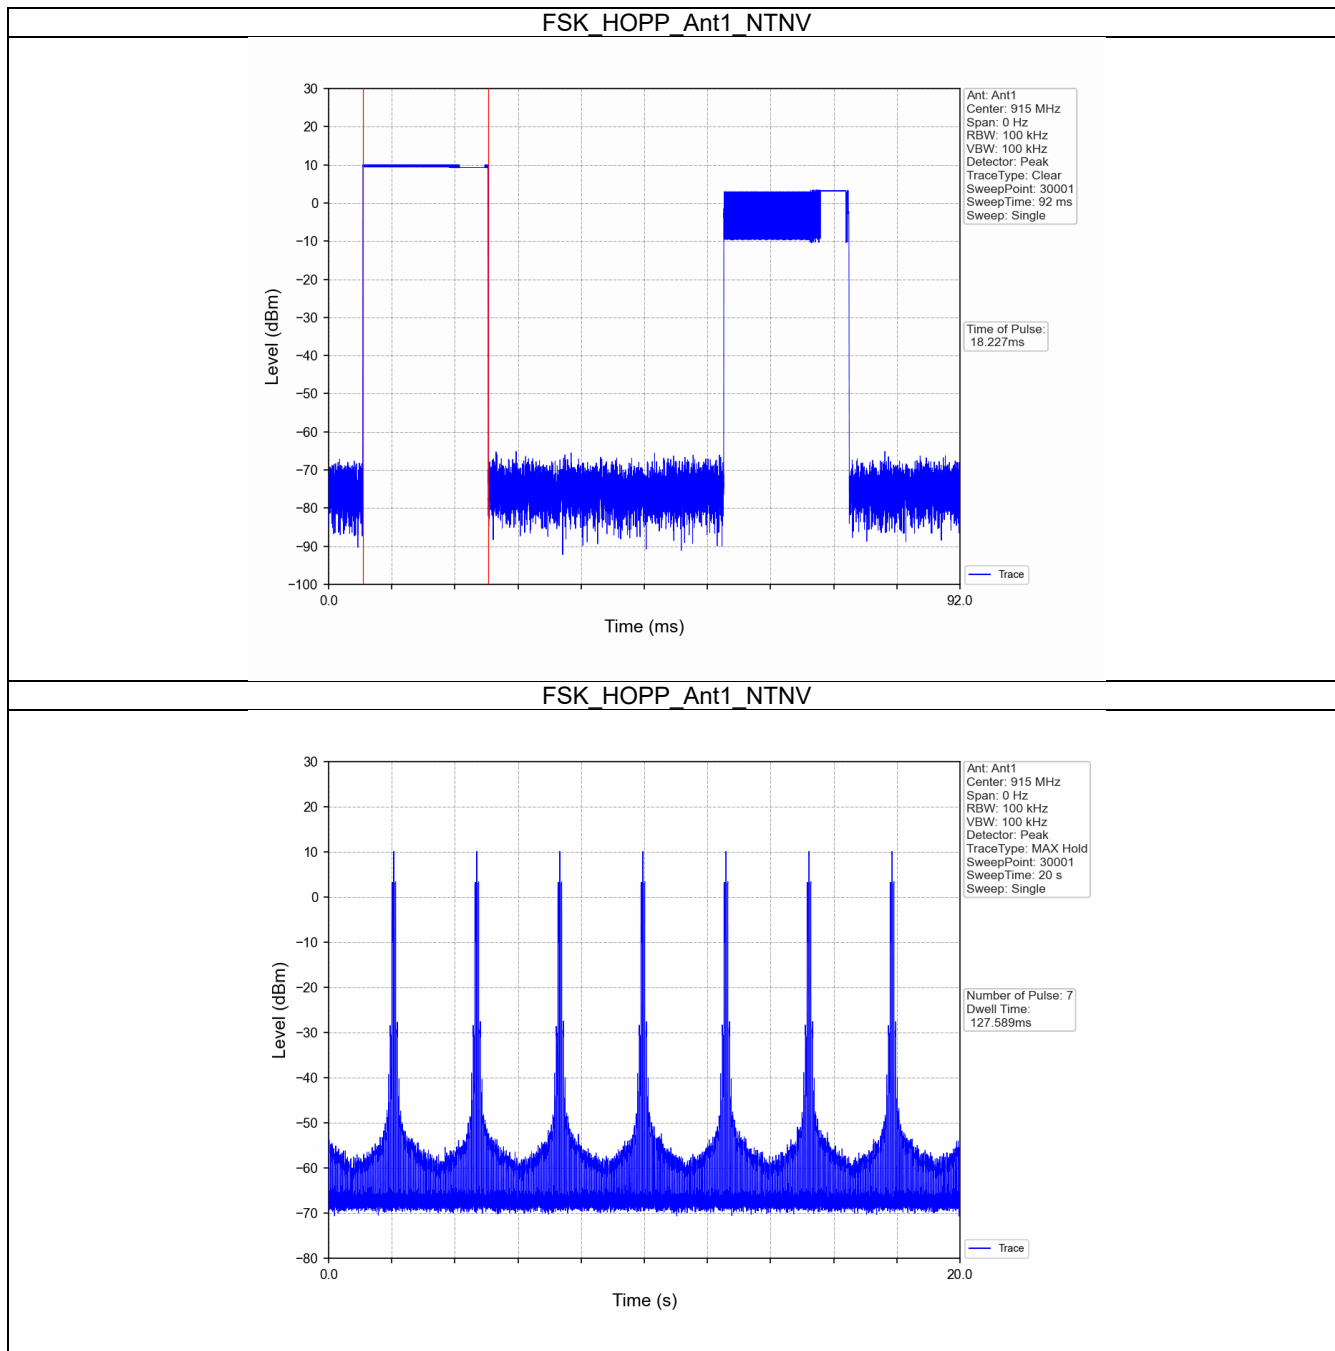 FSK_HOPP_Ant1_NTNV
30
20
10
0
−10
−20
−30
−40
−50
−60
−70
−80
−90
−100
Level (dBm)
0.0
92.0
Time (ms)
Ant: Ant1
Center: 915 MHz
Span: 0 Hz
RBW: 100 kHz
VBW: 100 kHz
Detector: Peak
TraceType: Clear
SweepPoint: 30001
SweepTime: 92 ms
Sweep: Single
Time of Pulse:
18.227ms
Trace
FSK_HOPP_Ant1_NTNV
30
20
10
0
−10
−20
−30
−40
−50
−60
−70
−80
Level (dBm)
0.0
20.0
Time (s)
Ant: Ant1
Center: 915 MHz
Span: 0 Hz
RBW: 100 kHz
VBW: 100 kHz
Detector: Peak
TraceType: MAX Hold
SweepPoint: 30001
SweepTime: 20 s
Sweep: Single
Number of Pulse: 7
Dwell Time:
127.589ms
Trace